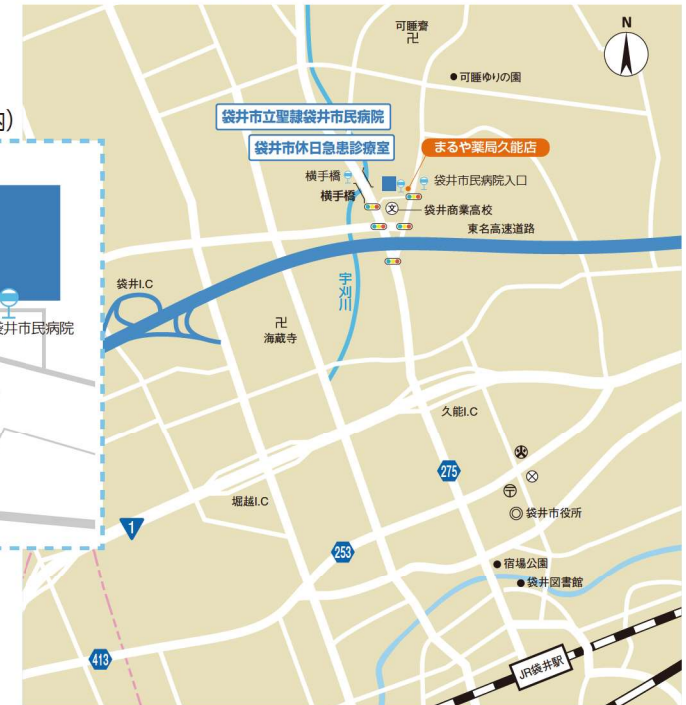 可睡齋
N
可睡ゆりの園
内)
袋井市立聖隷袋井市民病院
袋井市休日急患診療室
まるや薬局久能店
横手橋
袋井市民病院入口
横手橋
文
袋井商業高校
東名高速道路
袋井I.C
宇刈川
袋井市民病院
海蔵寺
久能I.C
275
堀越I.C
袋井市役所
1
253
宿場公園
袋井図書館
413
JR袋井駅